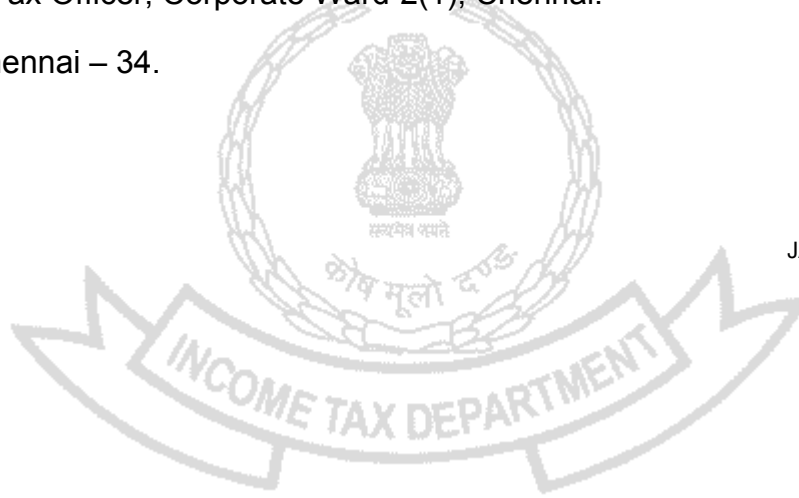 ax Officer, Corporate Ward 2(1), Chennai.
ennai – 34.
सत्यमेव जयते
कोष मूलो दण्डः
INCOME TAX DEPARTMENT